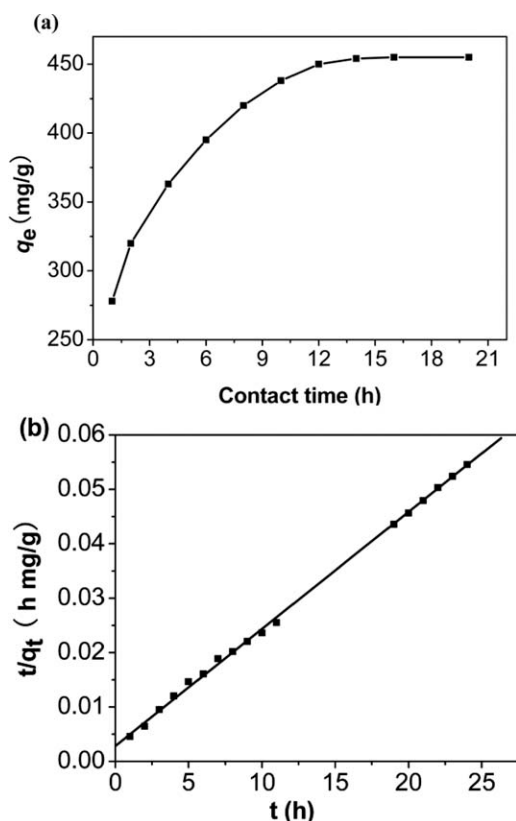 (a)
450
400
350
300
250
qe (mg/g)
0 3 6 9 12 15 18 21
Contact time (h)
(b)
0.06
0.05
0.04
0.03
0.02
0.01
0.00
t/qt ( h mg/g)
0 5 10 15 20 25
t (h)